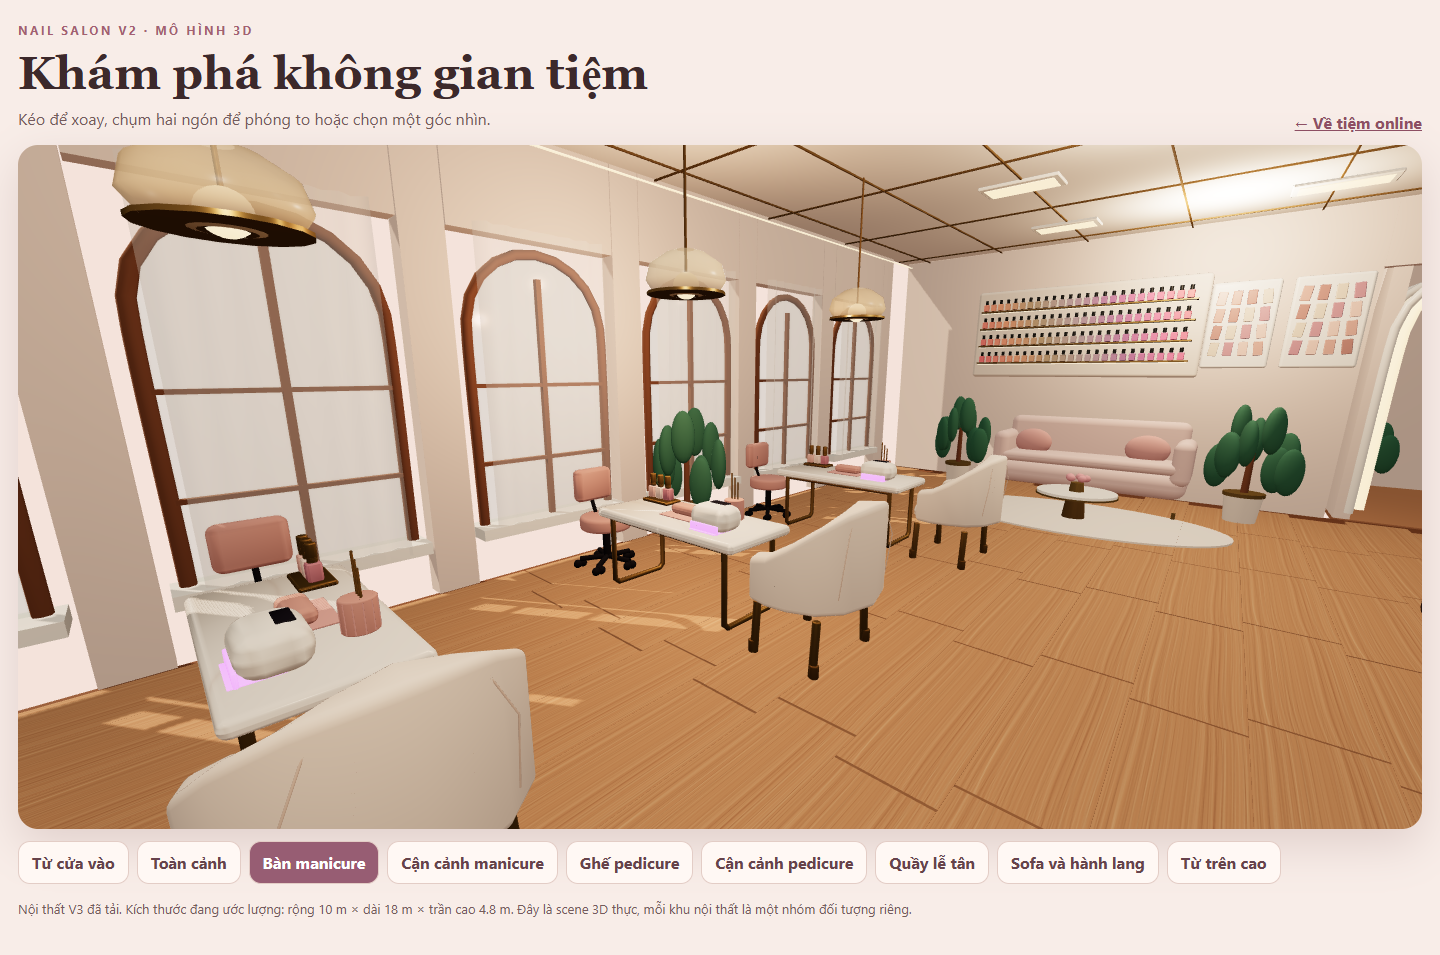 NAIL SALON V2 · MÔ HÌNH 3D
Khám phá không gian tiệm
Kéo để xoay, chụm hai ngón để phóng to hoặc chọn một góc nhìn.
← Về tiệm online
Từ cửa vào
Toàn cảnh
Bàn manicure
Cận cảnh manicure
Ghế pedicure
Cận cảnh pedicure
Quầy lễ tân
Sofa và hành lang
Từ trên cao
Nội thất V3 đã tải. Kích thước đang ước lượng: rộng 10 m × dài 18 m × trần cao 4.8 m. Đây là scene 3D thực, mỗi khu nội thất là một nhóm đối tượng riêng.